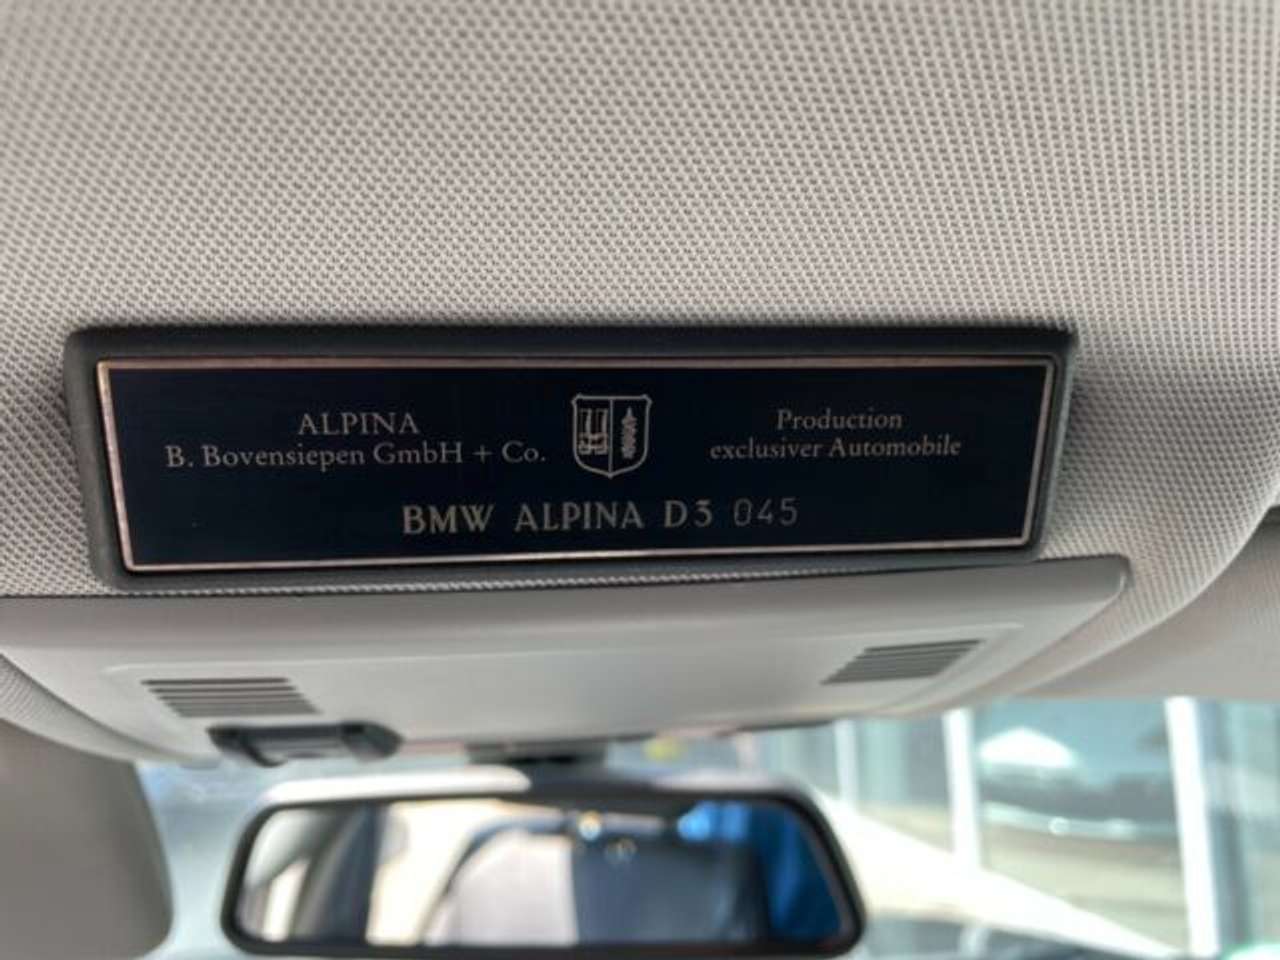 ALPINA
B. Bovensiepen GmbH + Co.
Production
exclusiver Automobile
BMW ALPINA D3 045